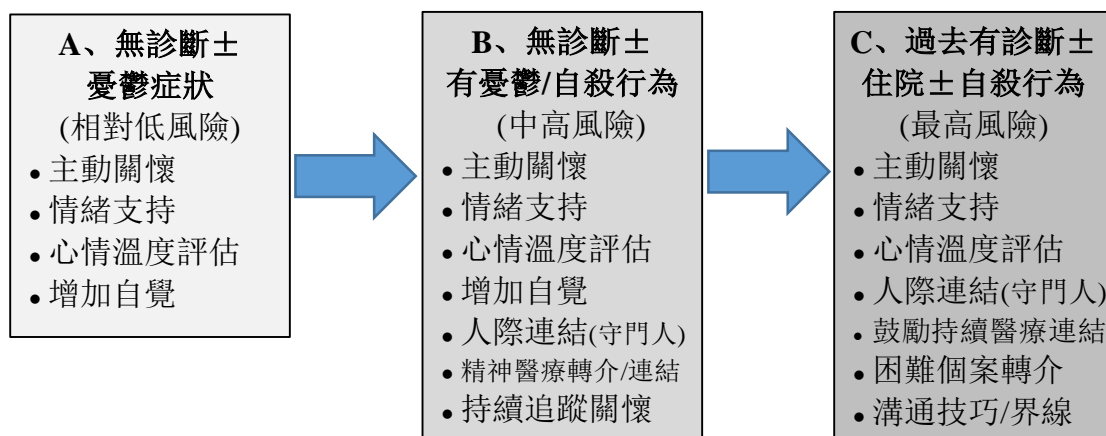 A、無診斷±
憂鬱症狀
(相對低風險)
• 主動關懷
• 情緒支持
• 心情溫度評估
• 增加自覺
B、無診斷±
有憂鬱/自殺行為
(中高風險)
• 主動關懷
• 情緒支持
• 心情溫度評估
• 增加自覺
• 人際連結(守門人)
• 精神醫療轉介/連結
• 持續追蹤關懷
C、過去有診斷±
住院±自殺行為
(最高風險)
• 主動關懷
• 情緒支持
• 心情溫度評估
• 人際連結(守門人)
• 鼓勵持續醫療連結
• 困難個案轉介
• 溝通技巧/界線